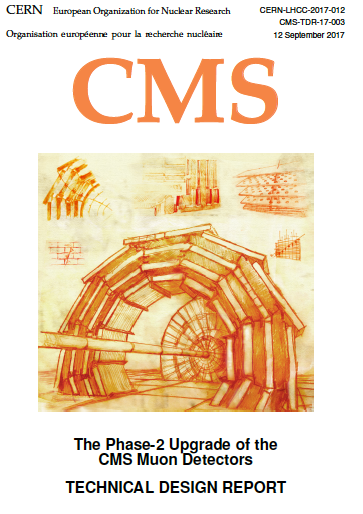 CERN European Organization for Nuclear Research CERN-LHCC-2017-012
CMS-TDR-17-003
Organisation européenne pour la recherche nucléaire 12 September 2017
CMS
The Phase-2 Upgrade of the
CMS Muon Detectors
TECHNICAL DESIGN REPORT